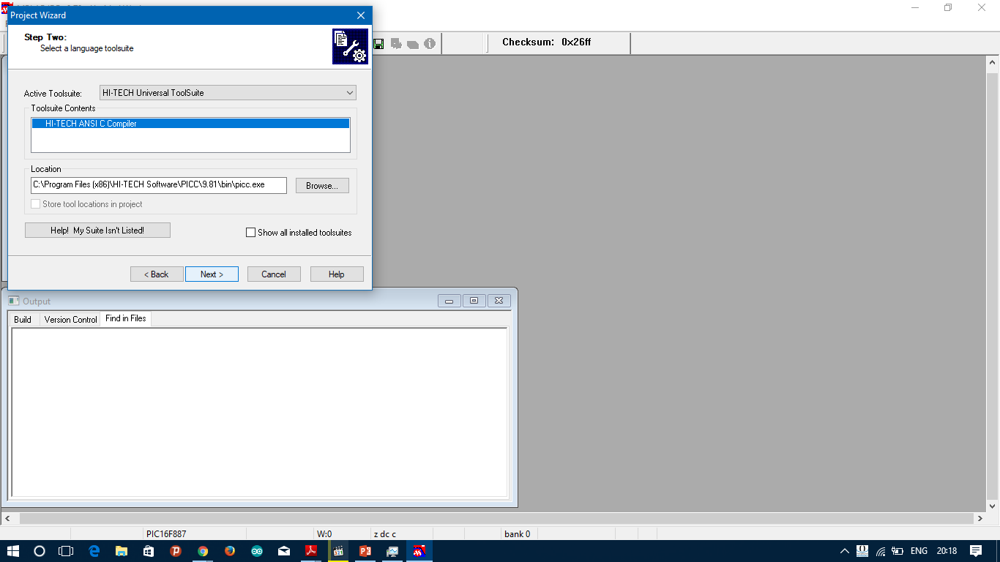 Project Wizard
Step Two:
Select a language toolsuite
Checksum: 0x26ff
Active Toolsuite: HI-TECH Universal ToolSuite
Toolsuite Contents
HI-TECH ANSI C Compiler
Location
C:\Program Files (x86)\HI-TECH Software\PICC\9.81\bin\picc.exe
Browse...
Store tool locations in project
Help! My Suite Isn't Listed!
Show all installed toolsuites
< Back
Next >
Cancel
Help
Output
Build
Version Control
Find in Files
PIC16F887
W:0
z dc c
bank 0
ENG
20:18